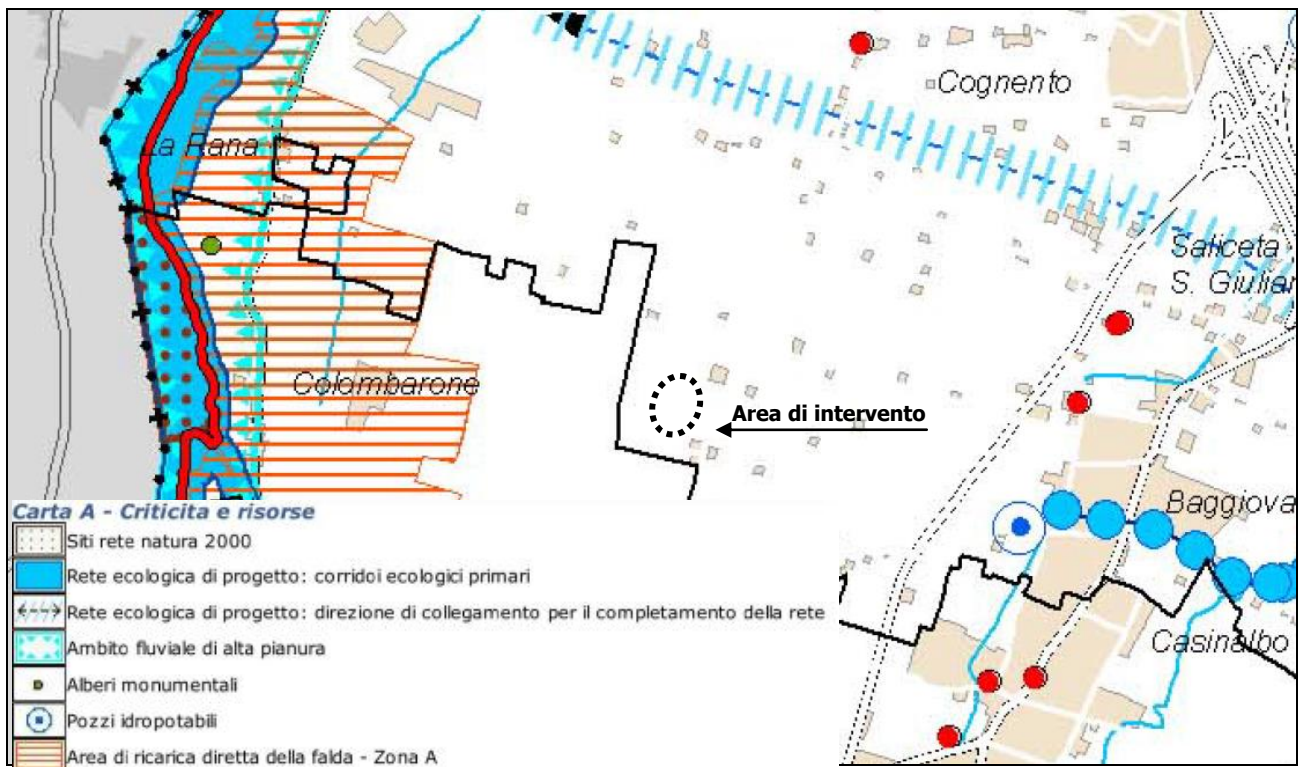 Cognento
La Rana
Saliceta
S. Giulian
Colombarone
Area di intervento
Baggiova
Casinalbo
Carta A - Criticita e risorse
Siti rete natura 2000
Rete ecologica di progetto: corridoi ecologici primari
Rete ecologica di progetto: direzione di collegamento per il completamento della rete
Ambito fluviale di alta pianura
Alberi monumentali
Pozzi idropotabili
Area di ricarica diretta della falda - Zona A